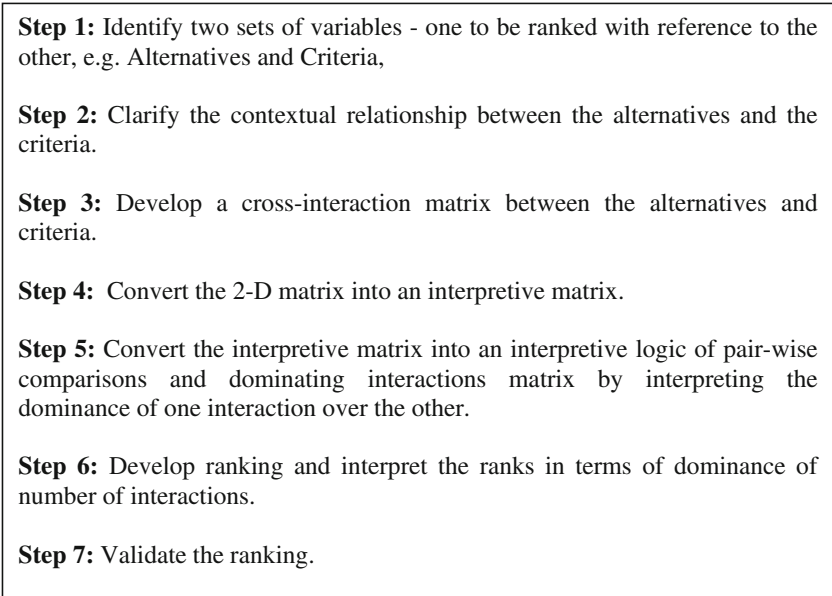 Step 1: Identify two sets of variables - one to be ranked with reference to the
other, e.g. Alternatives and Criteria,
Step 2: Clarify the contextual relationship between the alternatives and the
criteria.
Step 3: Develop a cross-interaction matrix between the alternatives and
criteria.
Step 4: Convert the 2-D matrix into an interpretive matrix.
Step 5: Convert the interpretive matrix into an interpretive logic of pair-wise
comparisons and dominating interactions matrix by interpreting the
dominance of one interaction over the other.
Step 6: Develop ranking and interpret the ranks in terms of dominance of
number of interactions.
Step 7: Validate the ranking.